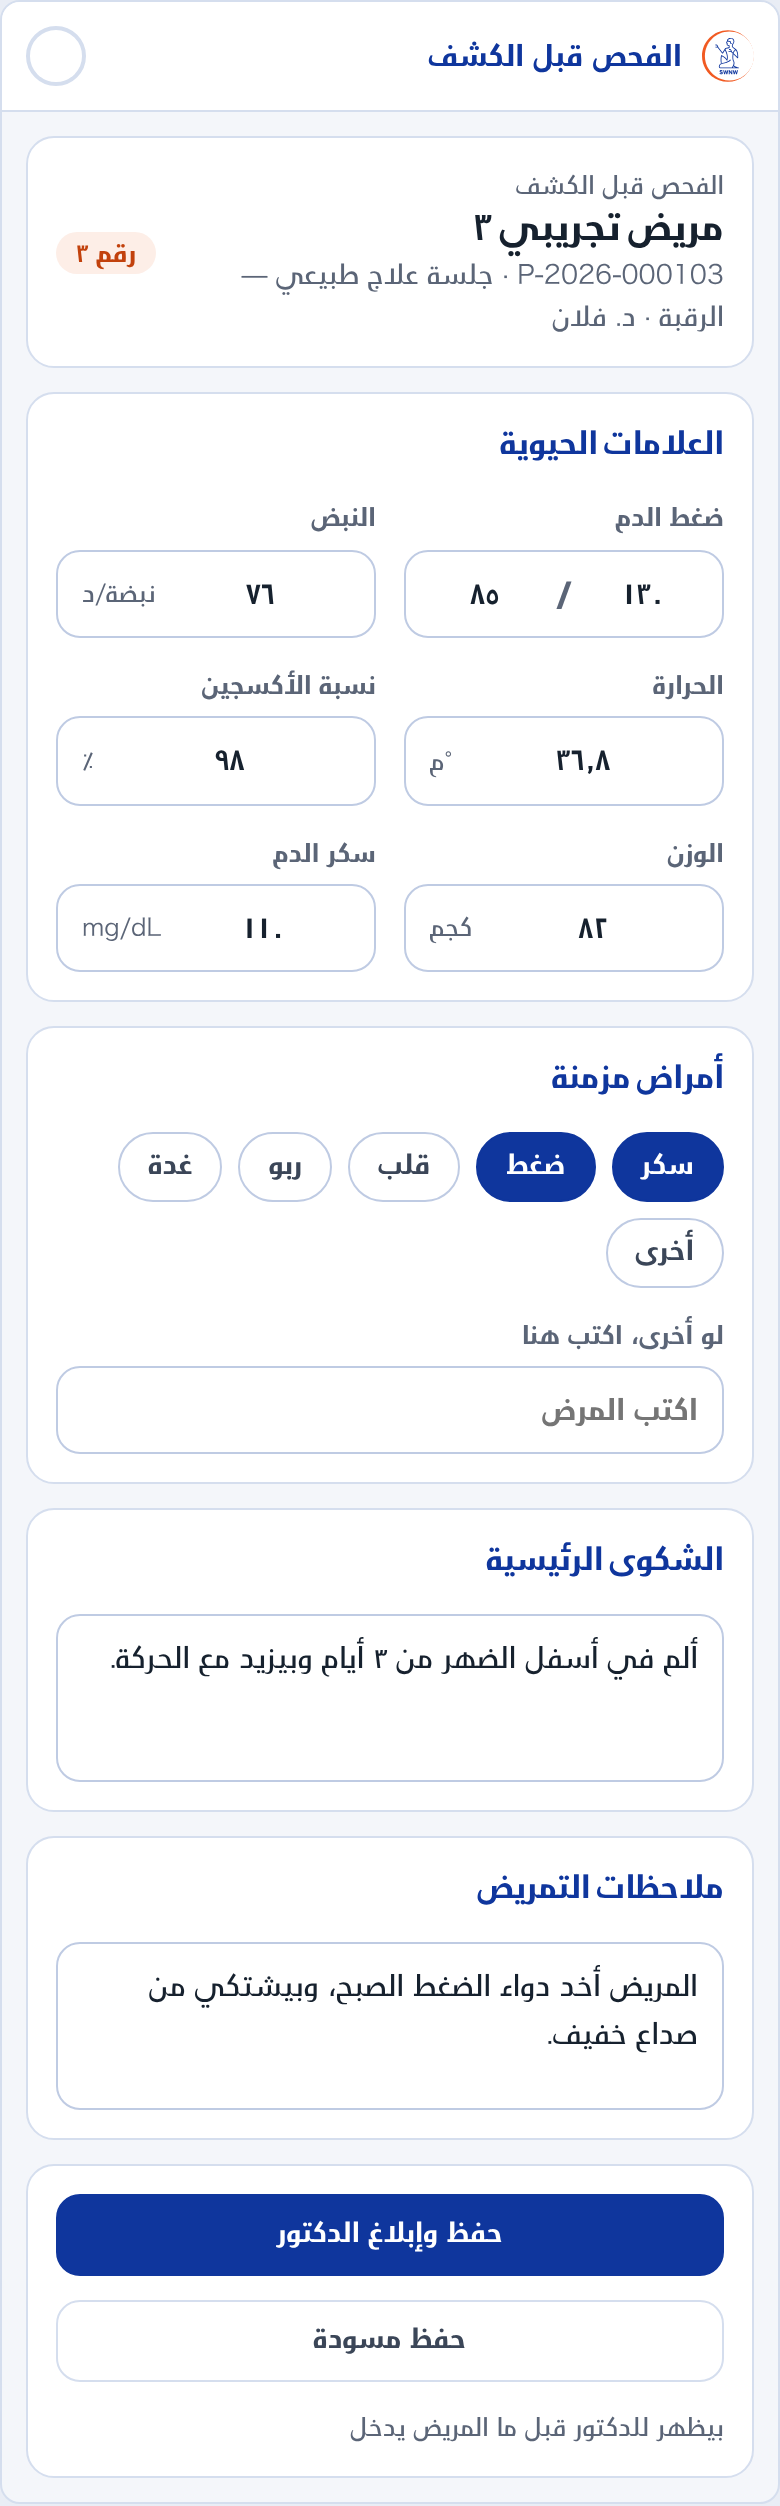 SWNW
الفحص قبل الكشف
الفحص قبل الكشف
مريض تجريبي ٣
رقم ٣
P-2026-000103 · جلسة علاج طبيعي —
الرقبة · د. فلان
العلامات الحيوية
ضغط الدم
١٣٠ / ٨٥
النبض
٧٦ نبضة/د
الحرارة
٣٦,٨ °م
نسبة الأكسجين
٩٨ ٪
الوزن
٨٢ كجم
سكر الدم
١١٠ mg/dL
أمراض مزمنة
سكر ضغط قلب ربو غدة
أخرى
لو أخرى، اكتب هنا
اكتب المرض
الشكوى الرئيسية
ألم في أسفل الضهر من ٣ أيام وبيزيد مع الحركة.
ملاحظات التمريض
المريض أخد دواء الضغط الصبح، وبيشتكي من
صداع خفيف.
حفظ وإبلاغ الدكتور
حفظ مسودة
بيظهر للدكتور قبل ما المريض يدخل